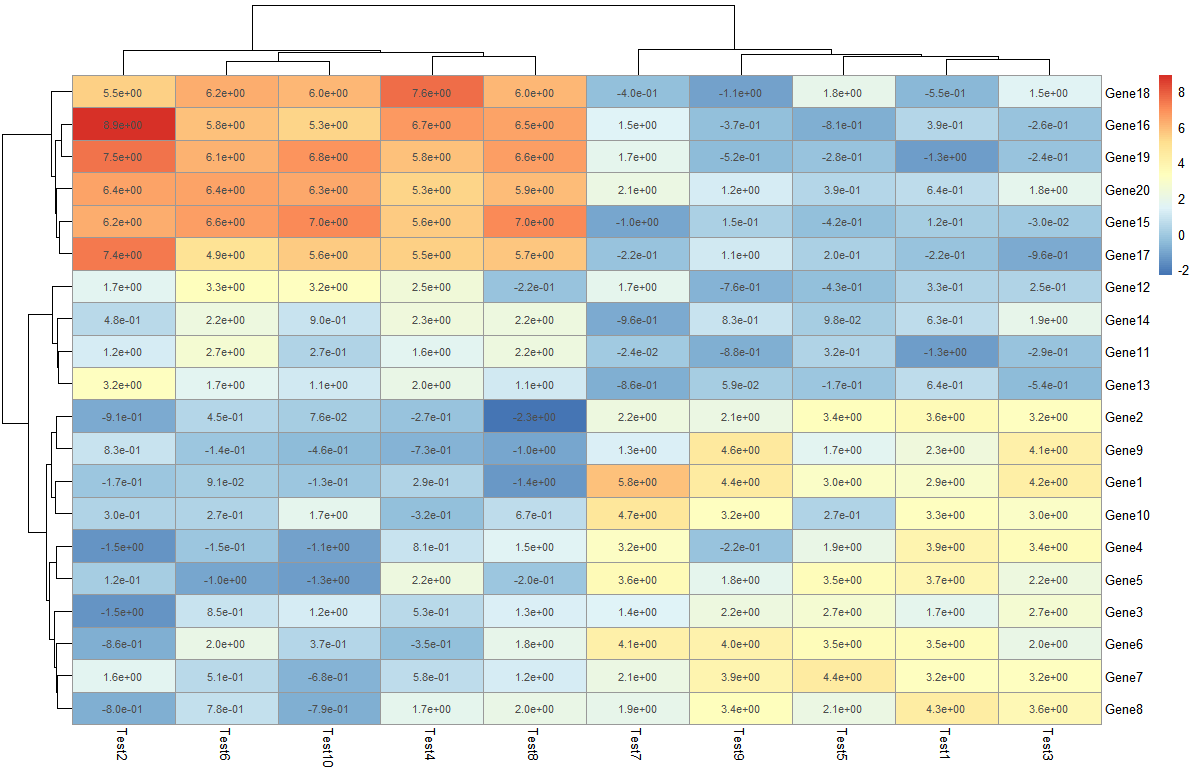 5.5e+00 6.2e+00 6.0e+00 7.6e+00 6.0e+00 -4.0e-01 -1.1e+00 1.8e+00 -5.5e-01 1.5e+00 Gene18
8.9e+00 5.8e+00 5.3e+00 6.7e+00 6.5e+00 1.5e+00 -3.7e-01 -8.1e-01 3.9e-01 -2.6e-01 Gene16
7.5e+00 6.1e+00 6.8e+00 5.8e+00 6.6e+00 1.7e+00 -5.2e-01 -2.8e-01 -1.3e+00 -2.4e-01 Gene19
6.4e+00 6.4e+00 6.3e+00 5.3e+00 5.9e+00 2.1e+00 1.2e+00 3.9e-01 6.4e-01 1.8e+00 Gene20
6.2e+00 6.6e+00 7.0e+00 5.6e+00 7.0e+00 -1.0e+00 1.5e-01 -4.2e-01 1.2e-01 -3.0e-02 Gene15
7.4e+00 4.9e+00 5.6e+00 5.5e+00 5.7e+00 -2.2e-01 1.1e+00 2.0e-01 -2.2e-01 -9.6e-01 Gene17
1.7e+00 3.3e+00 3.2e+00 2.5e+00 -2.2e-01 1.7e+00 -7.6e-01 -4.3e-01 3.3e-01 2.5e-01 Gene12
4.8e-01 2.2e+00 9.0e-01 2.3e+00 2.2e+00 -9.6e-01 8.3e-01 9.8e-02 6.3e-01 1.9e+00 Gene14
1.2e+00 2.7e+00 2.7e-01 1.6e+00 2.2e+00 -2.4e-02 -8.8e-01 3.2e-01 -1.3e+00 -2.9e-01 Gene11
3.2e+00 1.7e+00 1.1e+00 2.0e+00 1.1e+00 -8.6e-01 5.9e-02 -1.7e-01 6.4e-01 -5.4e-01 Gene13
-9.1e-01 4.5e-01 7.6e-02 -2.7e-01 -2.3e+00 2.2e+00 2.1e+00 3.4e+00 3.6e+00 3.2e+00 Gene2
8.3e-01 -1.4e-01 -4.6e-01 -7.3e-01 -1.0e+00 1.3e+00 4.6e+00 1.7e+00 2.3e+00 4.1e+00 Gene9
-1.7e-01 9.1e-02 -1.3e-01 2.9e-01 -1.4e+00 5.8e+00 4.4e+00 3.0e+00 2.9e+00 4.2e+00 Gene1
3.0e-01 2.7e-01 1.7e+00 -3.2e-01 6.7e-01 4.7e+00 3.2e+00 2.7e-01 3.3e+00 3.0e+00 Gene10
-1.5e+00 -1.5e-01 -1.1e+00 8.1e-01 1.5e+00 3.2e+00 -2.2e-01 1.9e+00 3.9e+00 3.4e+00 Gene4
1.2e-01 -1.0e+00 -1.3e+00 2.2e+00 -2.0e-01 3.6e+00 1.8e+00 3.5e+00 3.7e+00 2.2e+00 Gene5
-1.5e+00 8.5e-01 1.2e+00 5.3e-01 1.3e+00 1.4e+00 2.2e+00 2.7e+00 1.7e+00 2.7e+00 Gene3
-8.6e-01 2.0e+00 3.7e-01 -3.5e-01 1.8e+00 4.1e+00 4.0e+00 3.5e+00 3.5e+00 2.0e+00 Gene6
1.6e+00 5.1e-01 -6.8e-01 5.8e-01 1.2e+00 2.1e+00 3.9e+00 4.4e+00 3.2e+00 3.2e+00 Gene7
-8.0e-01 7.8e-01 -7.9e-01 1.7e+00 2.0e+00 1.9e+00 3.4e+00 2.1e+00 4.3e+00 3.6e+00 Gene8
Test2 Test6 Test10 Test4 Test8 Test7 Test9 Test5 Test1 Test3
8
6
4
2
0
-2